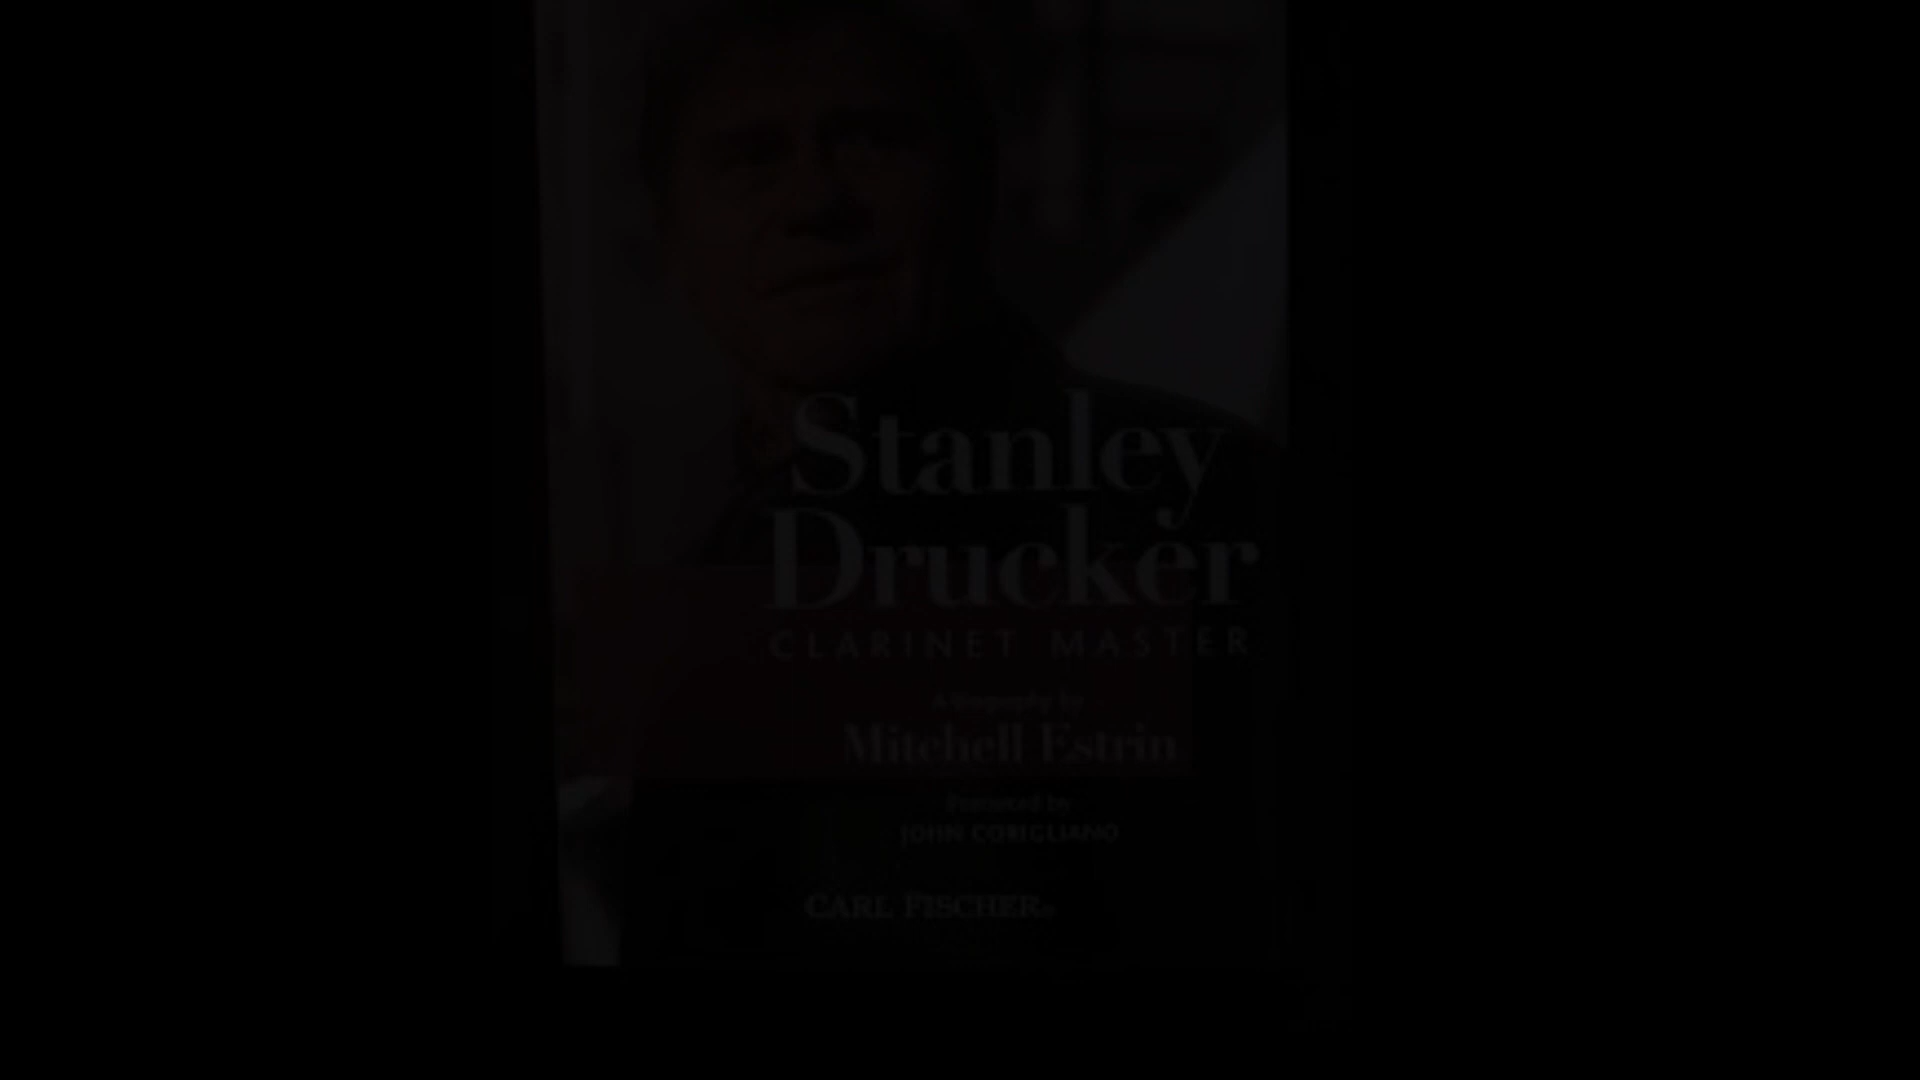 Stanley
Drucker
CLARINET MASTER
A biography by
Mitchell Estrin
Foreword by
JOHN CORIGLIANO
CARL FISCHER®